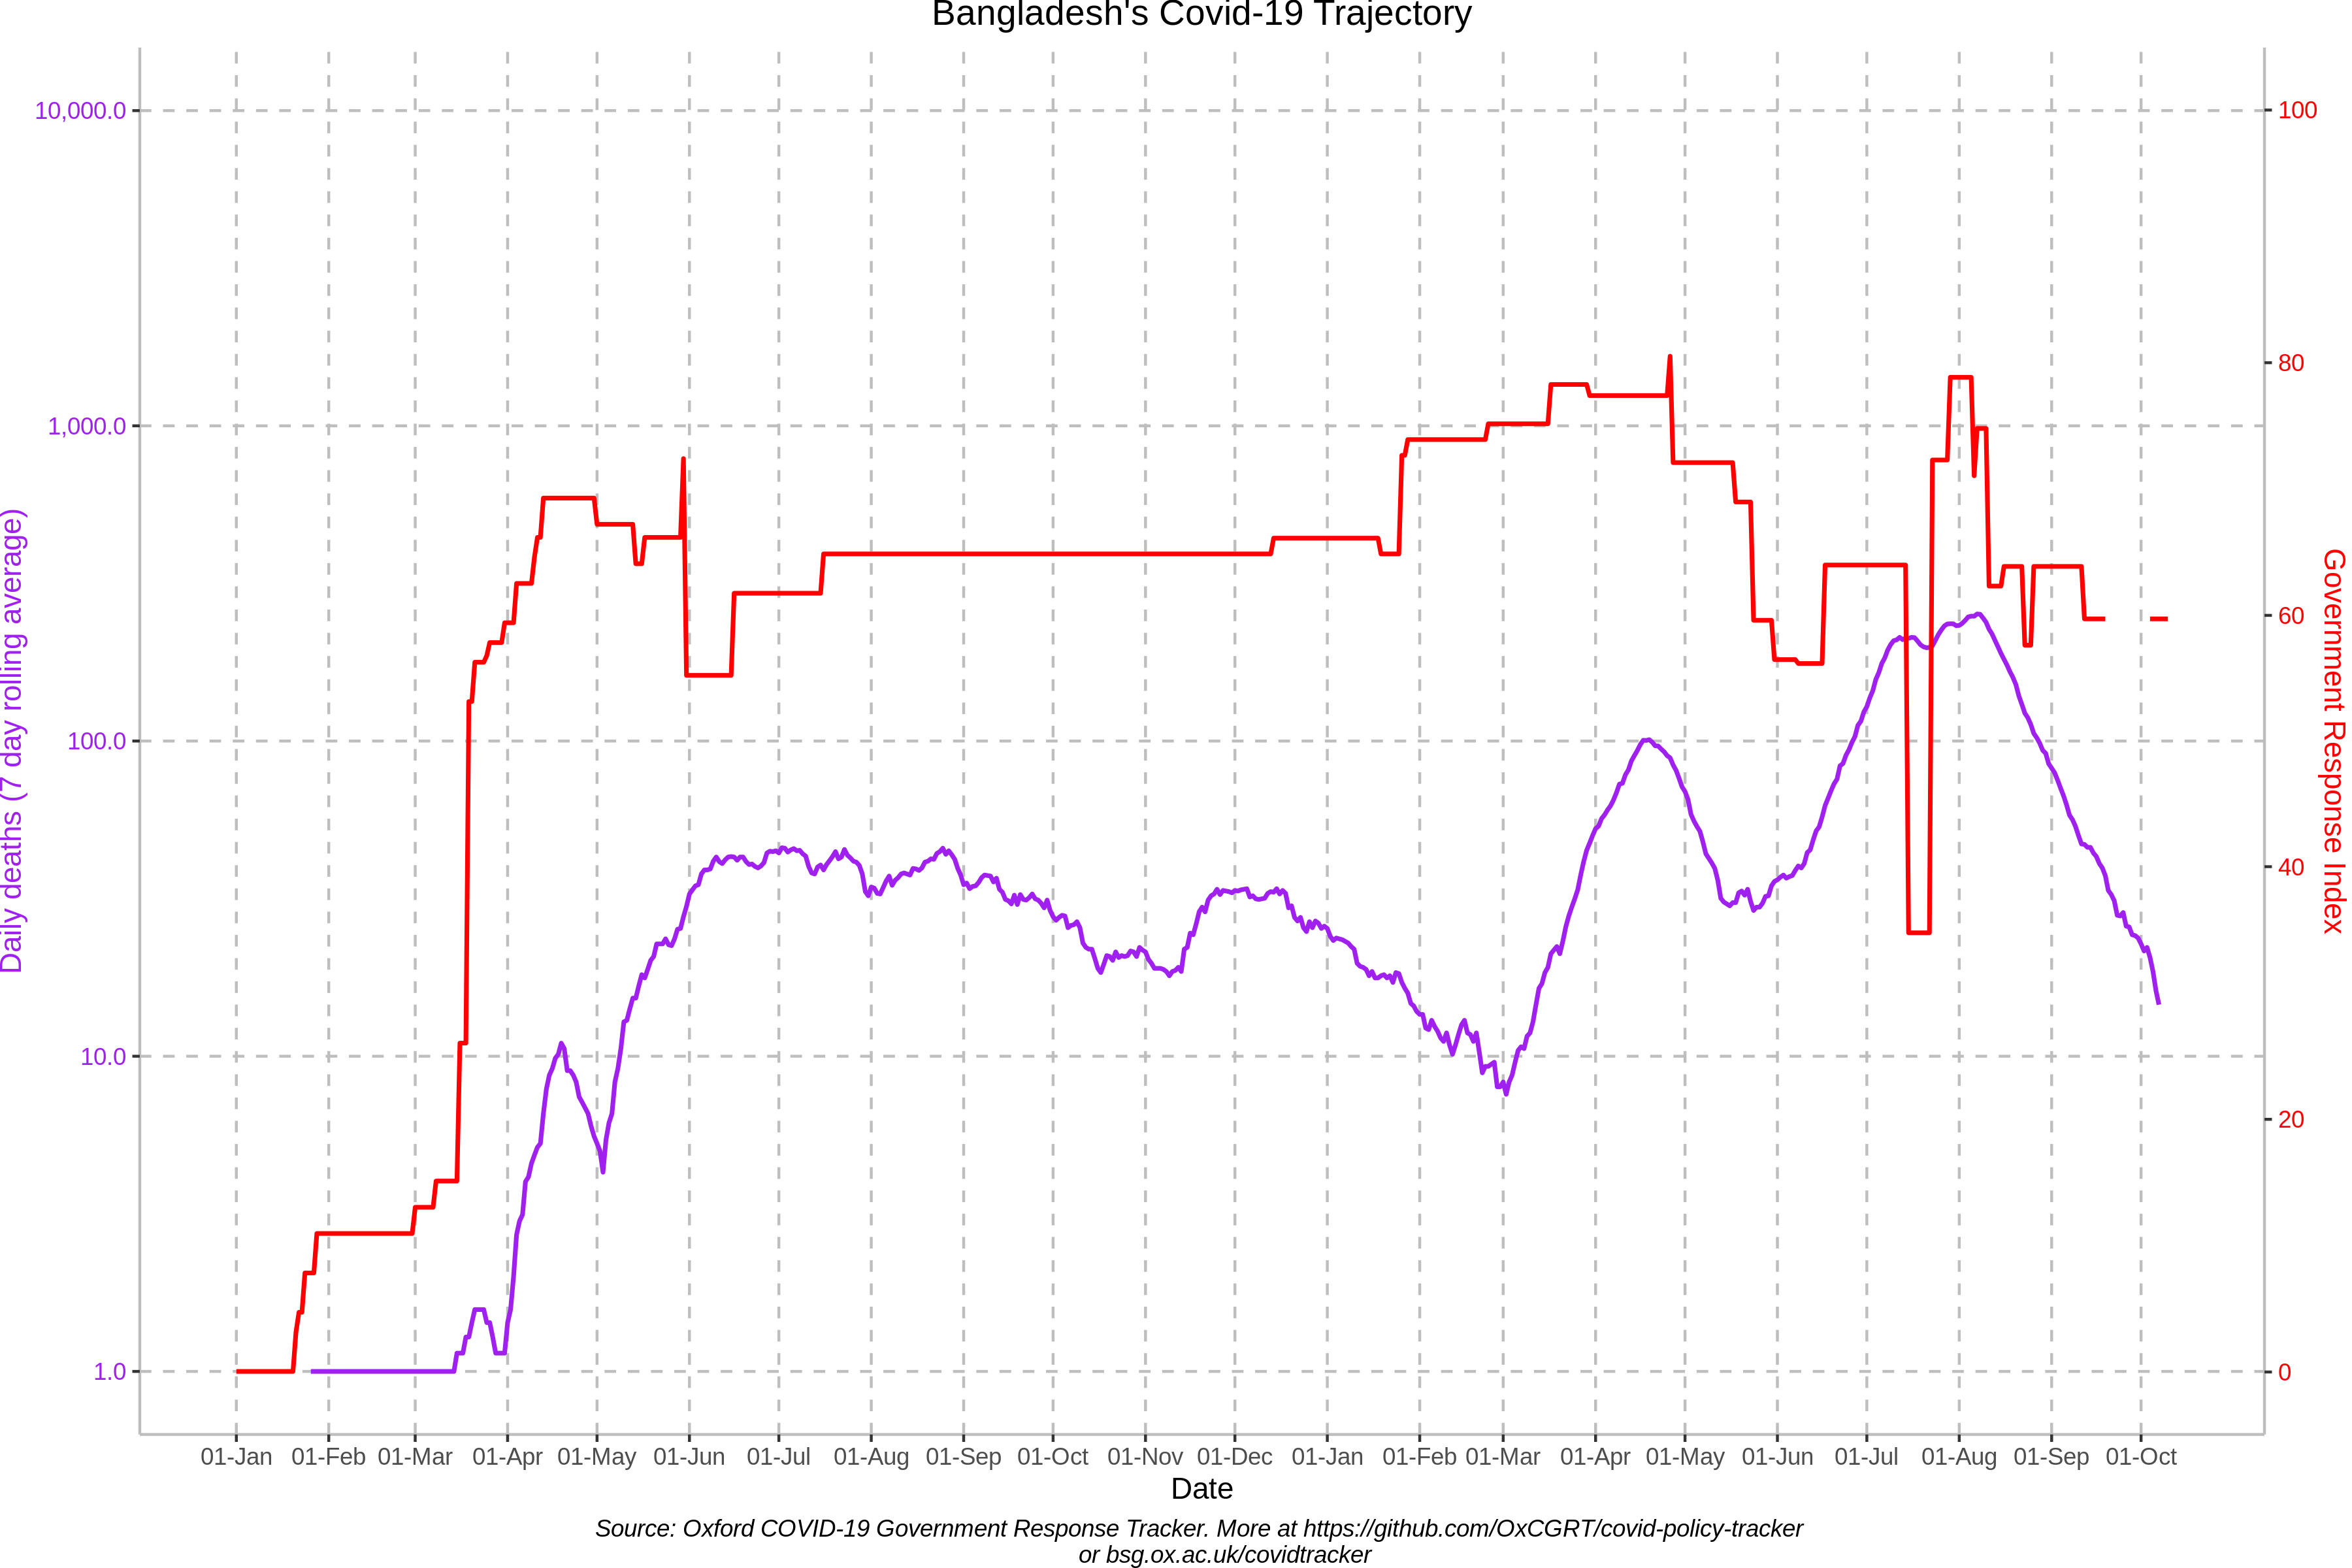 Bangladesh's Covid-19 Trajectory
10,000.0
1,000.0
100.0
10.0
1.0
Daily deaths (7 day rolling average)
100
80
60
40
20
0
Government Response Index
01-Jan 01-Feb 01-Mar 01-Apr 01-May 01-Jun 01-Jul 01-Aug 01-Sep 01-Oct 01-Nov 01-Dec 01-Jan 01-Feb 01-Mar 01-Apr 01-May 01-Jun 01-Jul 01-Aug 01-Sep 01-Oct
Date
Source: Oxford COVID-19 Government Response Tracker. More at https://github.com/OxCGRT/covid-policy-tracker
or bsg.ox.ac.uk/covidtracker